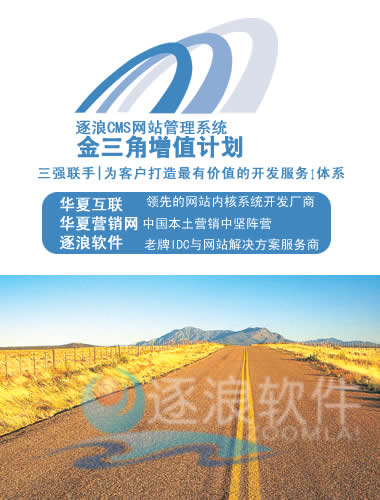 逐浪CMS网站管理系统
金三角增值计划
三强联手|为客户打造最有价值的开发服务I体系
华夏互联 领先的网站内核系统开发厂商
华夏营销网 中国本土营销中坚阵营
逐浪软件 老牌IDC与网站解决方案服务商
逐浪软件
ZOOMLA!